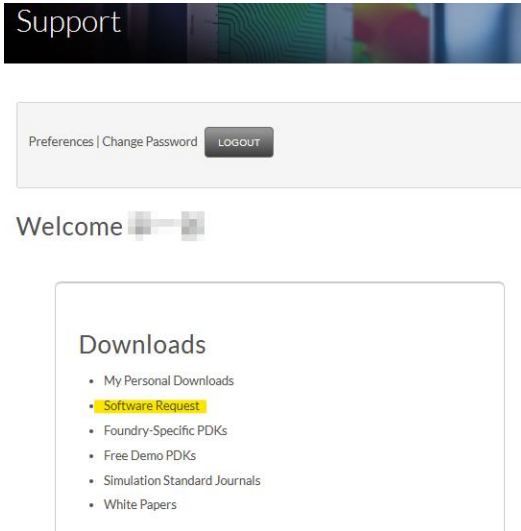 Support
Preferences | Change Password LOGOUT
Welcome
Downloads
My Personal Downloads
Software Request
Foundry-Specific PDKs
Free Demo PDKs
Simulation Standard Journals
White Papers